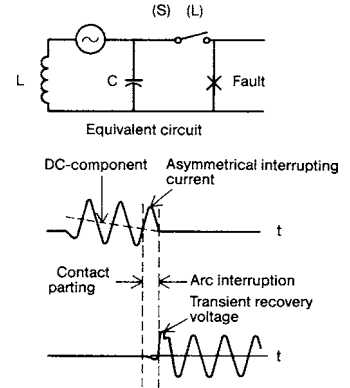 (S) (L)
L
C
Fault
Equivalent circuit
DC-component
Asymmetrical interrupting
current
t
Contact
parting
Arc interruption
Transient recovery
voltage
t